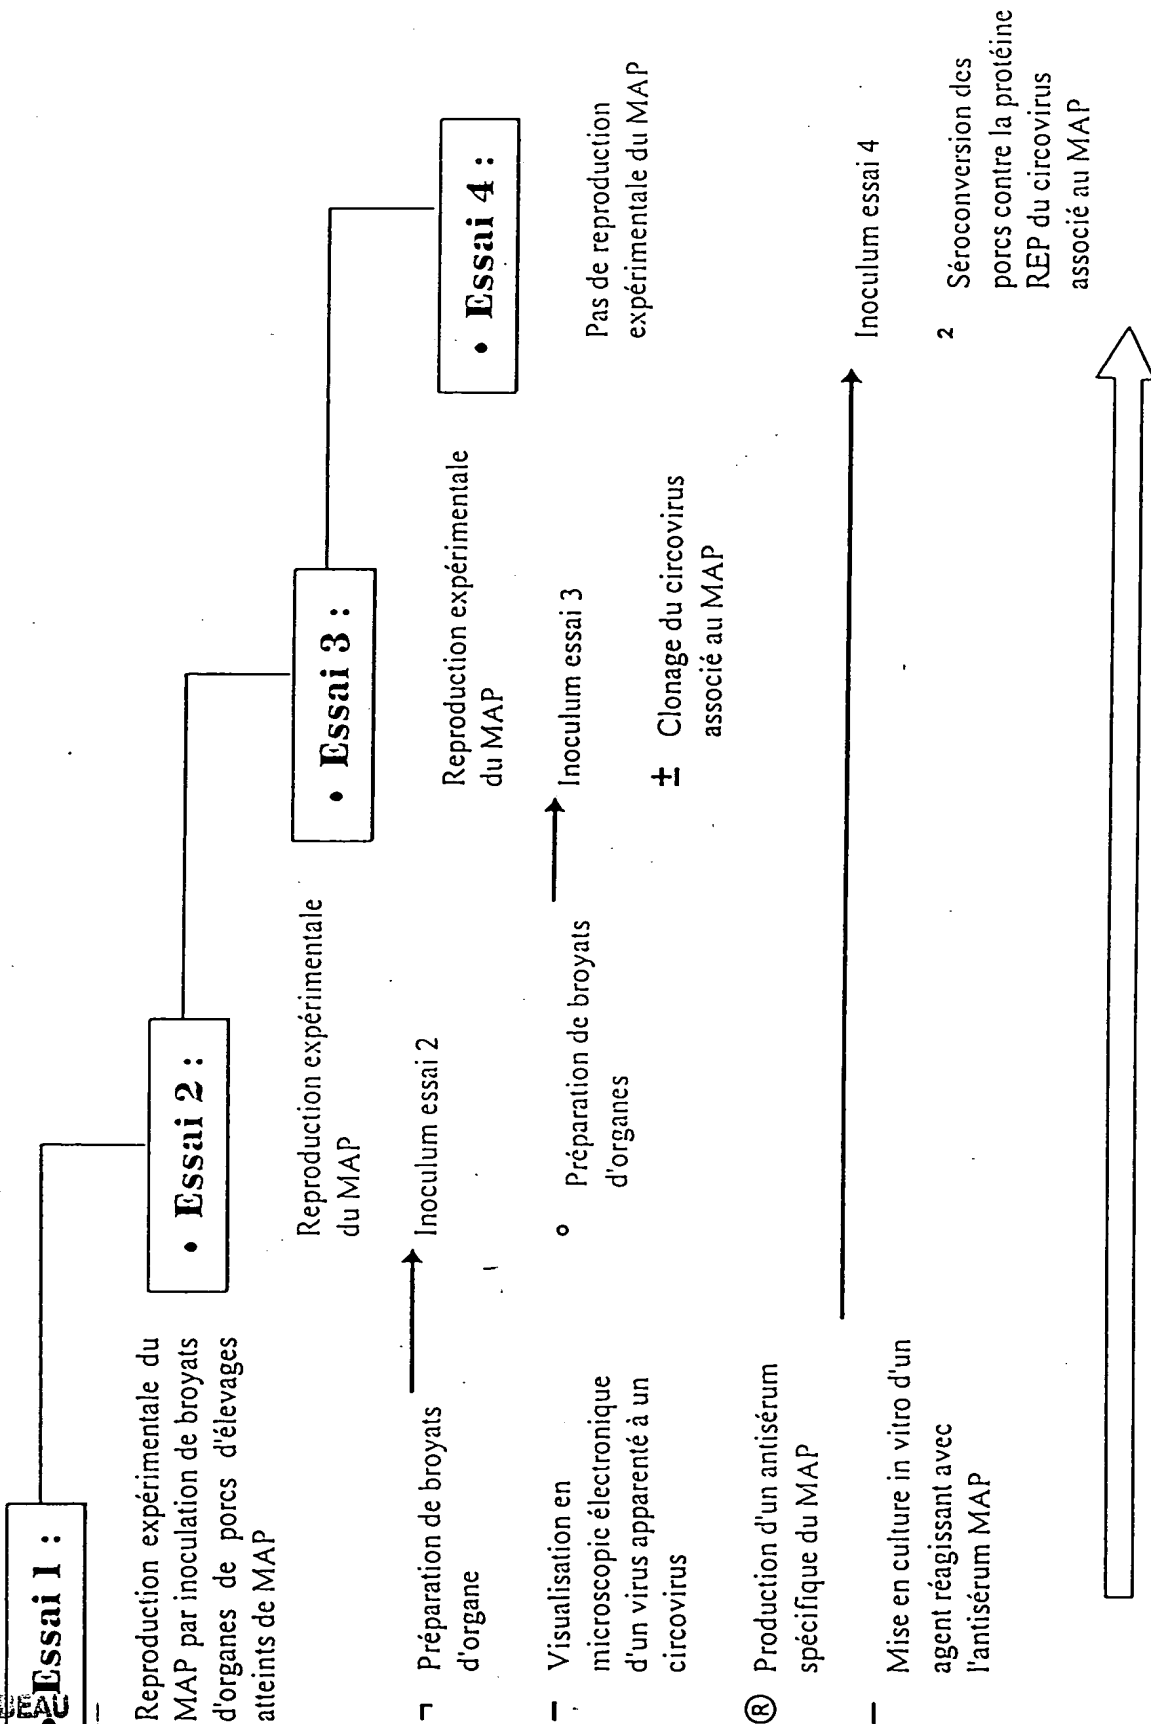 • Essai 1 :
Reproduction expérimentale du
MAP par inoculation de broyats
d'organes de porcs d'élevages
atteints de MAP
¬ Préparation de broyats
d'organe
– Visualisation en
microscopic électronique
d'un virus apparenté à un
circovirus
® Production d'un antisérum
spécifique du MAP
– Mise en culture in vitro d'un
agent réagissant avec
l'antisérum MAP
• Essai 2 :
Reproduction expérimentale
du MAP
Inoculum essai 2
° Préparation de broyats
d'organes
• Essai 3 :
Reproduction expérimentale
du MAP
Inoculum essai 3
± Clonage du circovirus
associé au MAP
• Essai 4 :
Pas de reproduction
expérimentale du MAP
Inoculum essai 4
2 Séroconversion des
porcs contre la protéine
REP du circovirus
associé au MAP